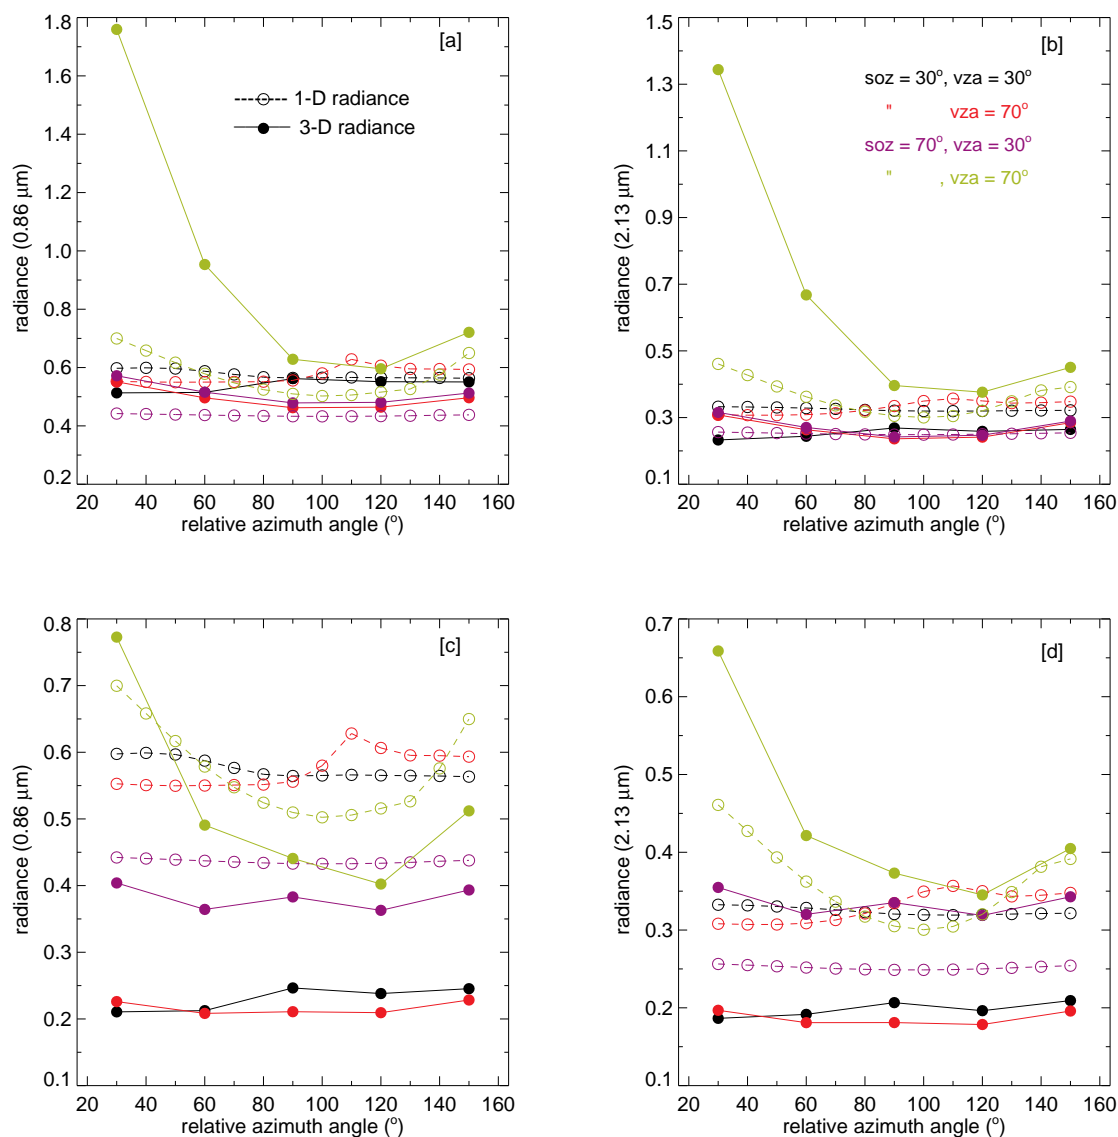 [a]
1.8
1.6
1.4
1.2
1.0
0.8
0.6
0.4
0.2
radiance (0.86 µm)
1-D radiance
3-D radiance
20 40 60 80 100 120 140 160
relative azimuth angle (°)
[b]
1.5
1.3
1.1
0.9
0.7
0.5
0.3
0.1
radiance (2.13 µm)
soz = 30°, vza = 30°
" vza = 70°
soz = 70°, vza = 30°
" , vza = 70°
20 40 60 80 100 120 140 160
relative azimuth angle (°)
[c]
0.8
0.7
0.6
0.5
0.4
0.3
0.2
0.1
radiance (0.86 µm)
20 40 60 80 100 120 140 160
relative azimuth angle (°)
[d]
0.7
0.6
0.5
0.4
0.3
0.2
0.1
radiance (2.13 µm)
20 40 60 80 100 120 140 160
relative azimuth angle (°)